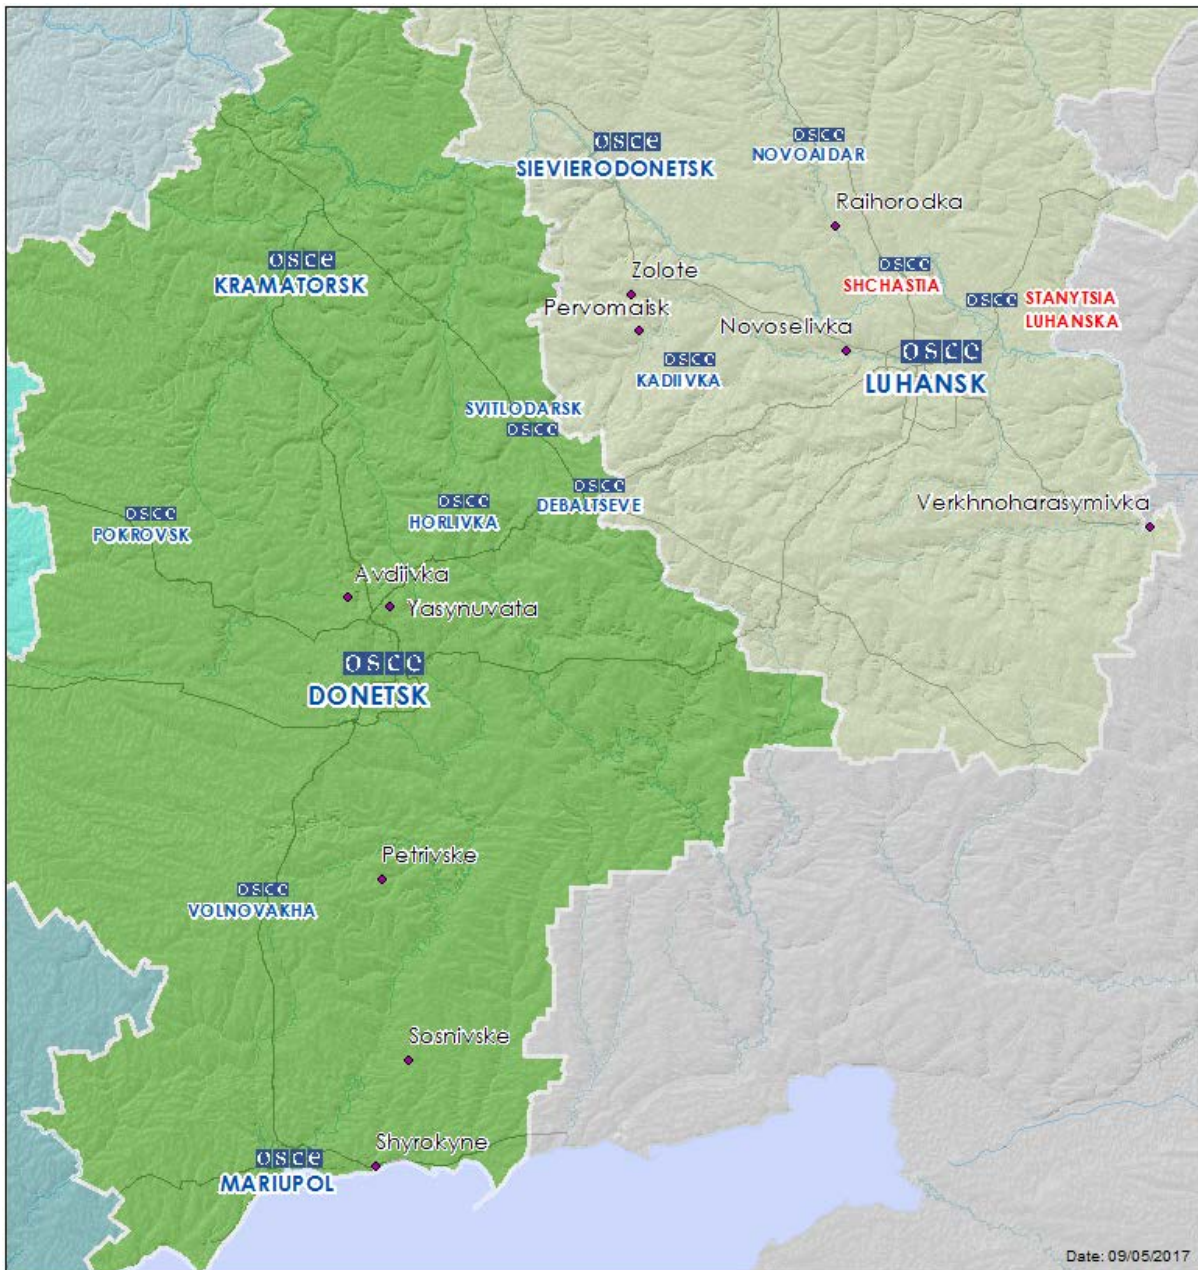 osce
SIEVIERODONETSK
osce
NOVOAIDAR
Raihorodka
osce
KRAMATORSK
osce
SHCHASTIA
Zolote
osce
STANYTSIA
LUHANSKA
Pervomaisk
Novoselivka
osce
KADIIVKA
osce
LUHANSK
SVITLODARSK
osce
osce
DEBALTSEVE
osce
HORLIVKA
osce
POKROVSK
Verkhnoharasymivka
Avdiivka
Yasynuvata
osce
DONETSK
Petrivske
osce
VOLNOVAKHA
Sosnivske
Shyrokyne
osce
MARIUPOL
Date: 09/05/2017